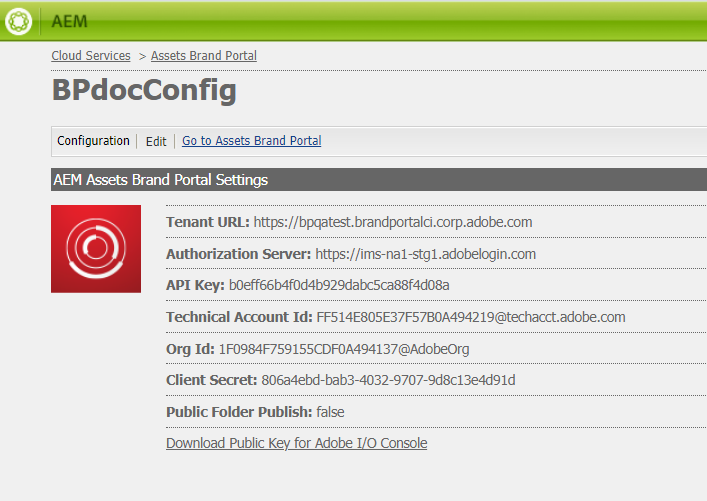 AEM
Cloud Services > Assets Brand Portal
BPdocConfig
Configuration Edit Go to Assets Brand Portal
AEM Assets Brand Portal Settings
Tenant URL: https://bpqatest.brandportalci.corp.adobe.com
Authorization Server: https://ims-na1-stg1.adobelogin.com
API Key: b0eff66b4f0d4b929dabc5ca88f4d08a
Technical Account Id: FF514E805E37F57B0A494219@techacct.adobe.com
Org Id: 1F0984F759155CDF0A494137@AdobeOrg
Client Secret: 806a4ebd-bab3-4032-9707-9d8c13e4d91d
Public Folder Publish: false
Download Public Key for Adobe I/O Console